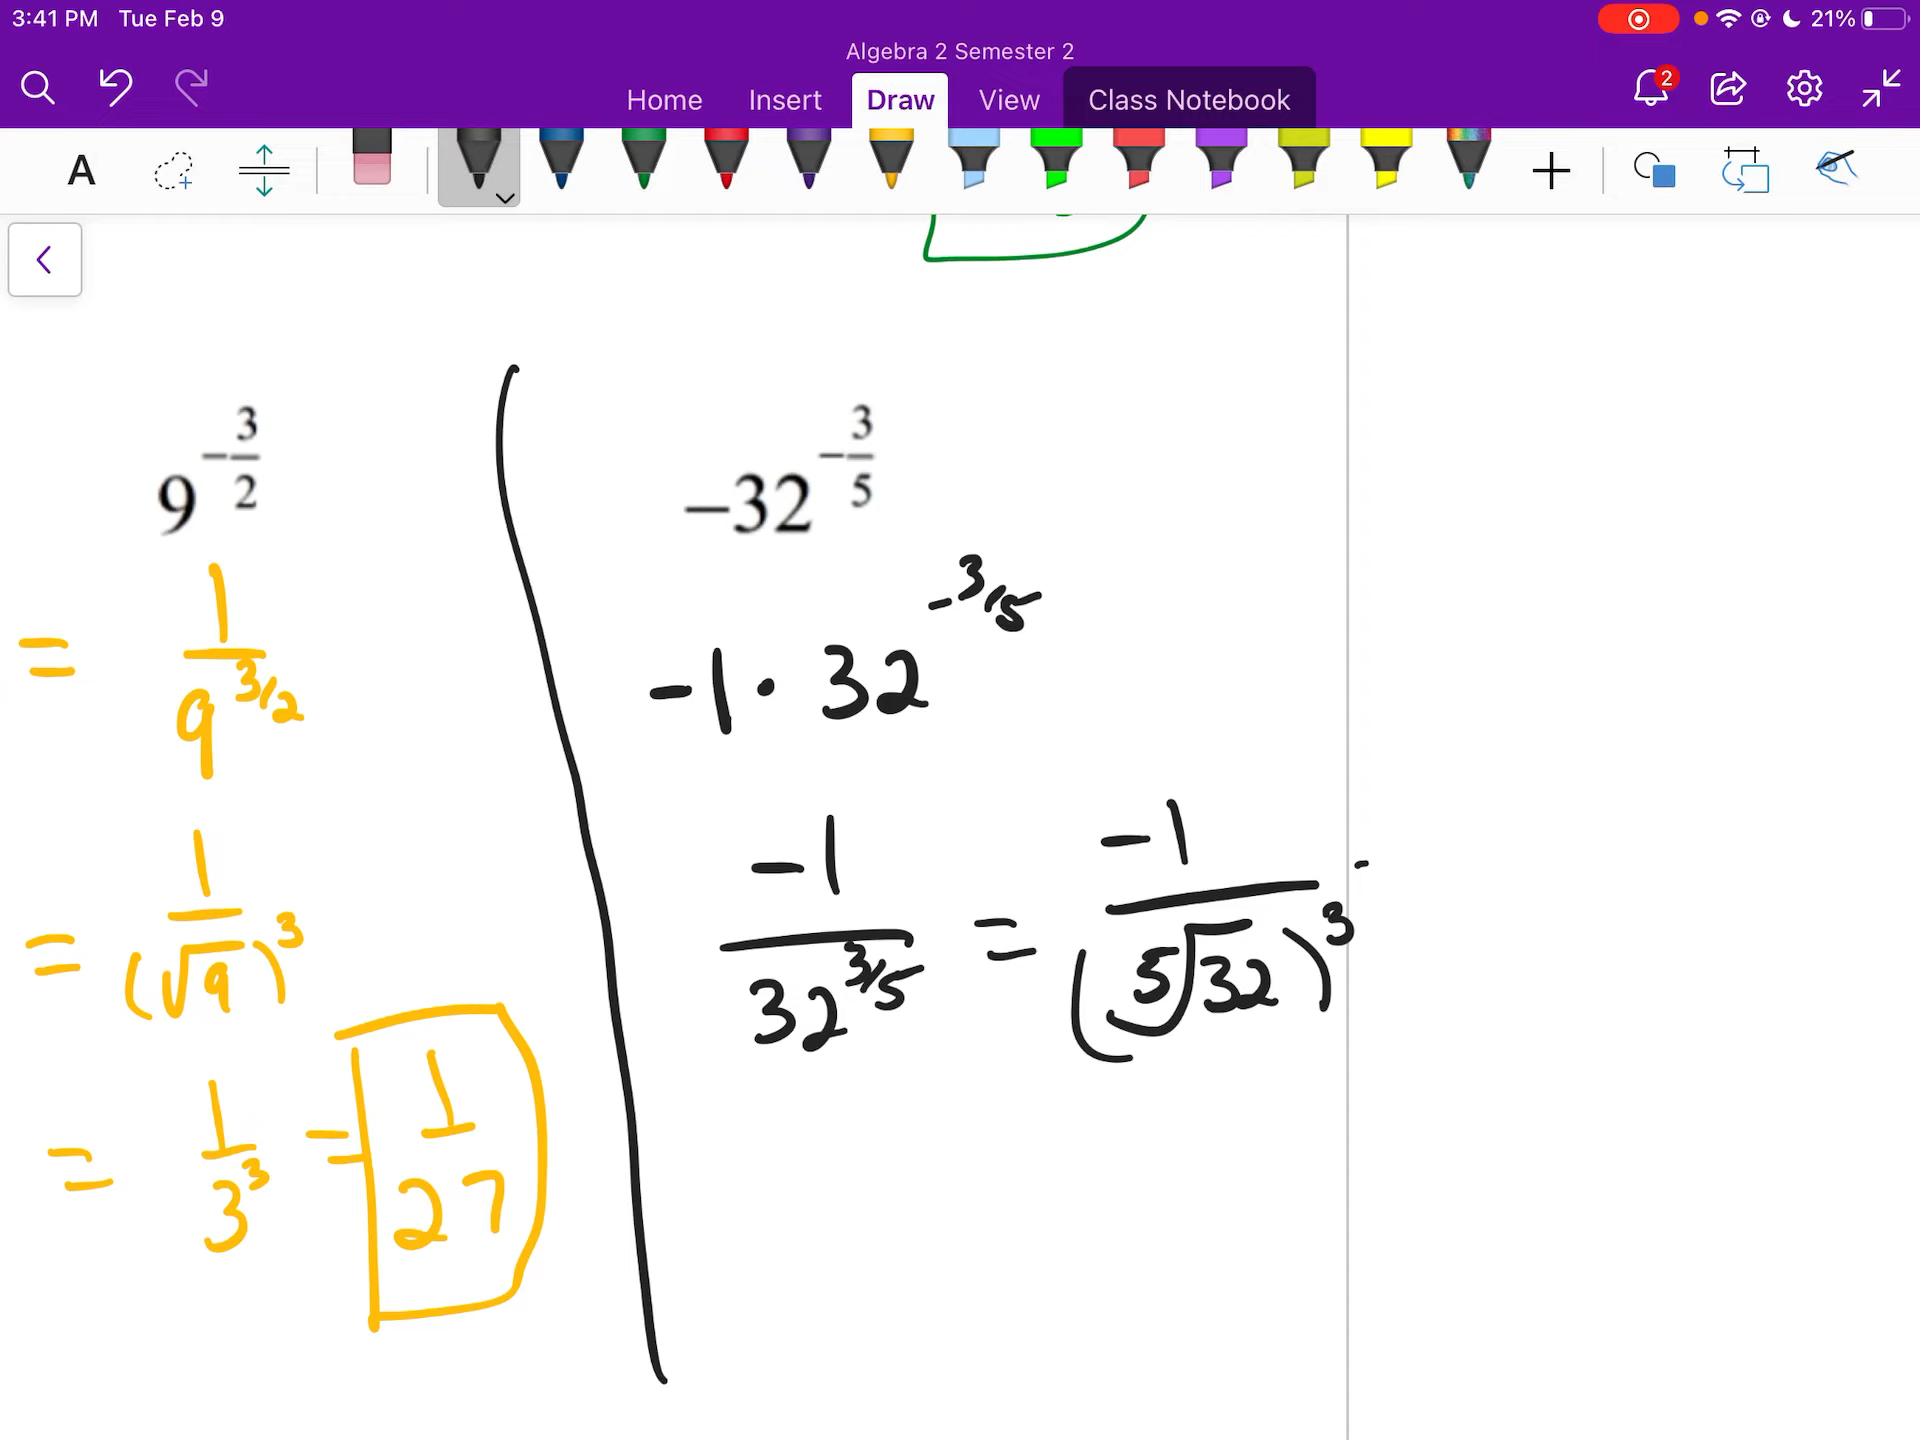 3:41 PM Tue Feb 9
21%
Algebra 2 Semester 2
Home Insert Draw View Class Notebook
2
A
9^{-3/2}
= 1/9^{3/2}
= 1/(√9)^3
= 1/3^3 = 1/27
-32^{-3/5}
-1 · 32^{-3/5}
-1/32^{3/5} = -1/(⁵√32)^3